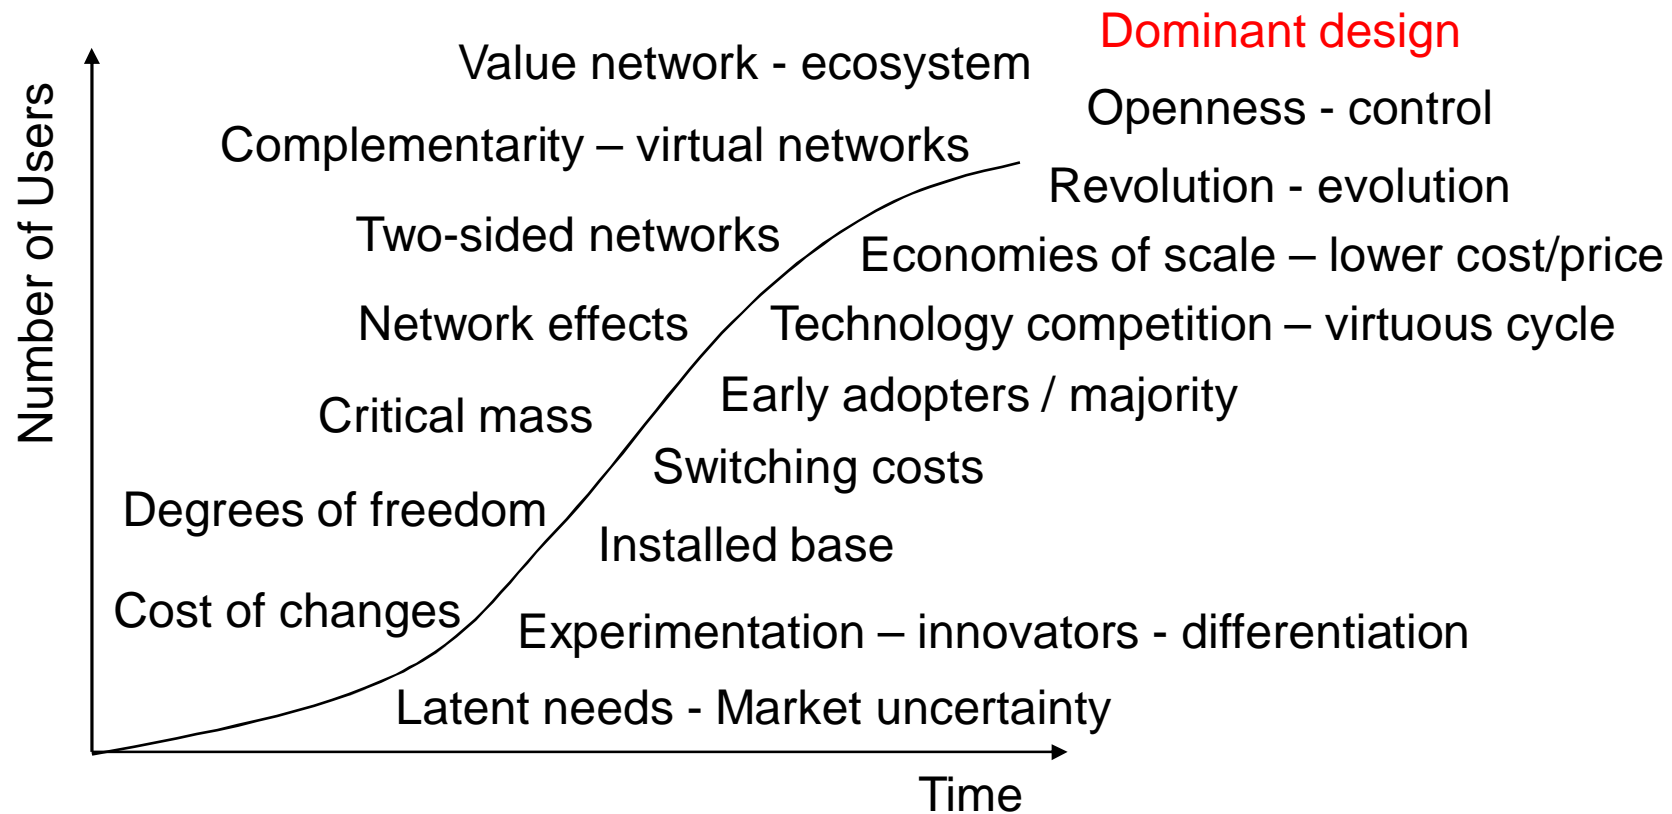 Dominant design
Value network - ecosystem
Openness - control
Complementarity – virtual networks
Revolution - evolution
Two-sided networks
Economies of scale – lower cost/price
Network effects
Technology competition – virtuous cycle
Early adopters / majority
Critical mass
Switching costs
Degrees of freedom
Installed base
Cost of changes
Experimentation – innovators - differentiation
Latent needs - Market uncertainty
Number of Users
Time